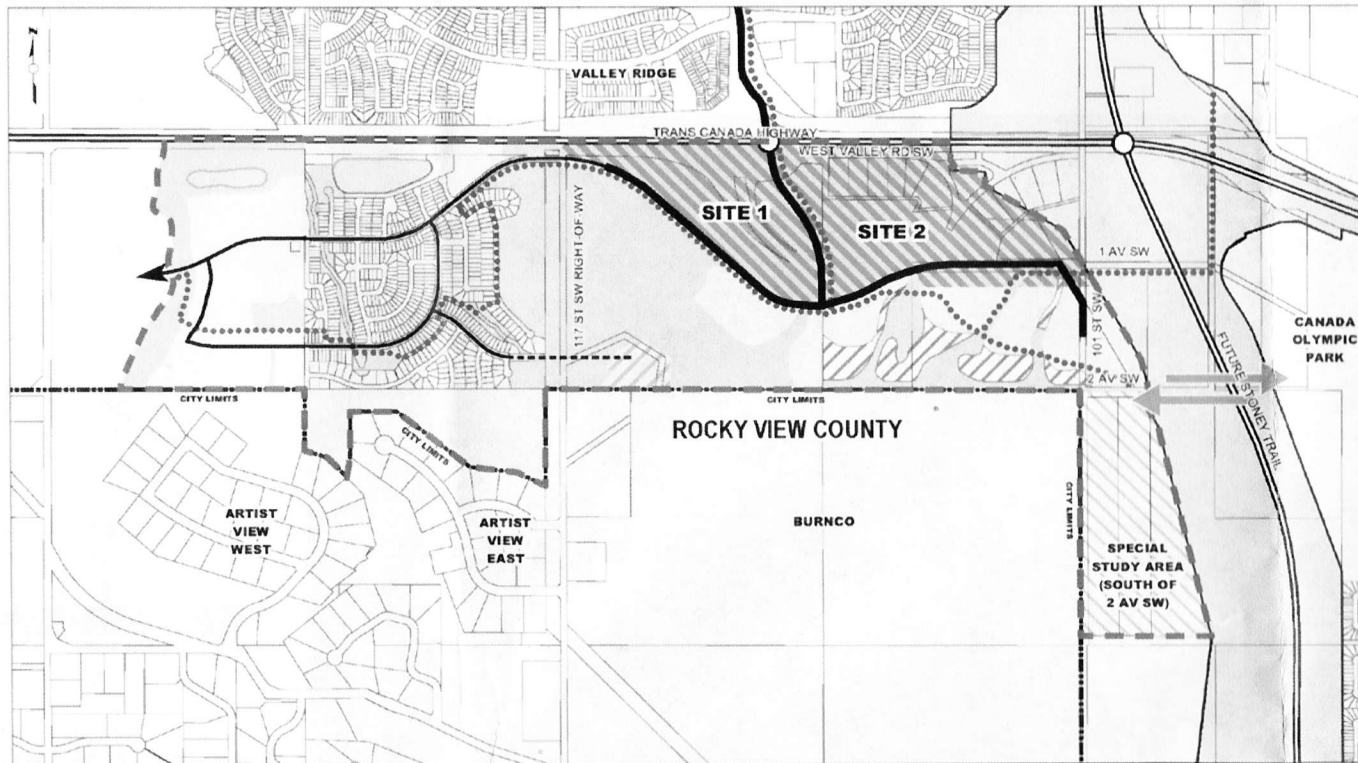 N
VALLEY RIDGE
TRANS CANADA HIGHWAY
WEST VALLEY RD SW
SITE 1
SITE 2
117 ST SW RIGHT-OF WAY
1 AV SW
101 ST SW
CANADA
OLYMPIC
PARK
FUTURE STONEY TRAIL
2 AV SW
CITY LIMITS
CITY LIMITS
CITY LIMITS
ROCKY VIEW COUNTY
ARTIST
VIEW
WEST
ARTIST
VIEW
EAST
BURNCO
CITY LIMITS
SPECIAL
STUDY AREA
(SOUTH OF
2 AV SW)